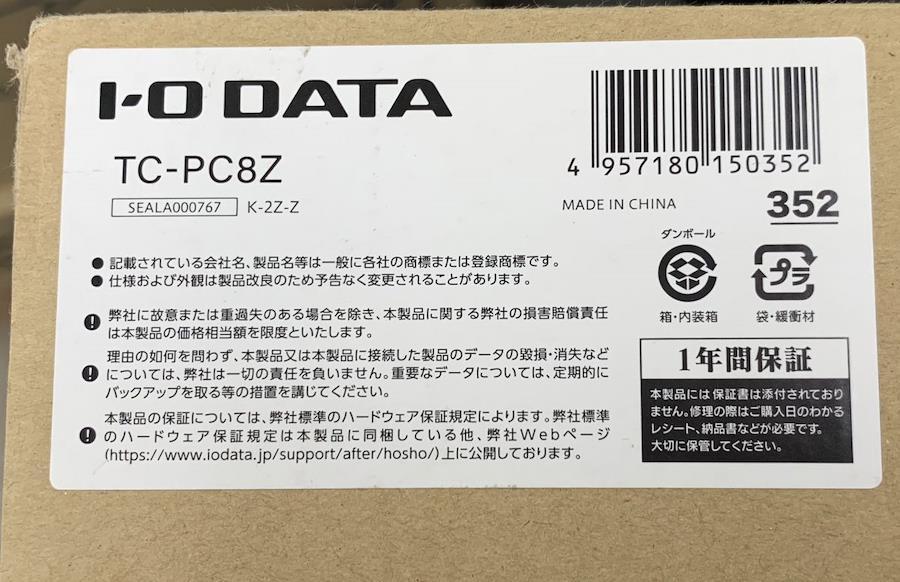 I-O DATA
TC-PC8Z
SEALA000767 K-2Z-Z
4 957180 150352
MADE IN CHINA 352
● 記載されている会社名、製品名等は一般に各社の商標または登録商標です。
● 仕様および外観は製品改良のため予告なく変更されることがあります。
弊社に故意または重過失のある場合を除き、本製品に関する弊社の損害賠償責任
は本製品の価格相当額を限度といたします。
理由の如何を問わず、本製品又は本製品に接続した製品のデータの毀損・消失など
については、弊社は一切の責任を負いません。重要なデータについては、定期的に
バックアップを取る等の措置を講じてください。
本製品の保証については、弊社標準のハードウェア保証規定によります。弊社標準
のハードウェア保証規定は本製品に同梱している他、弊社Webページ
(https://www.iodata.jp/support/after/hosho/)上に公開しております。
ダンボール
箱・内装箱
プラ
袋・緩衝材
1年間保証
本製品には保証書は添付されており
ません。修理の際はご購入日のわかる
レシート、納品書などが必要です。
大切に保管してください。